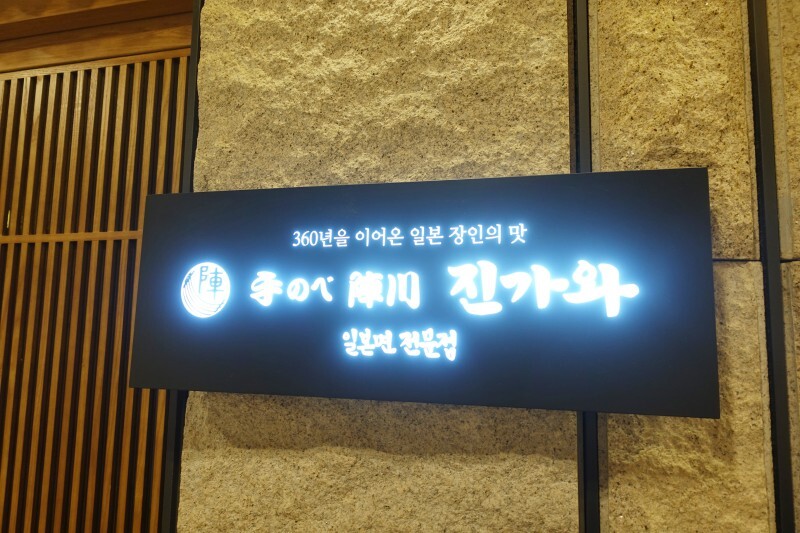 360년을 이어온 일본 장인의 맛
陣 手のべ 陣川 진가와
일본면 전문점